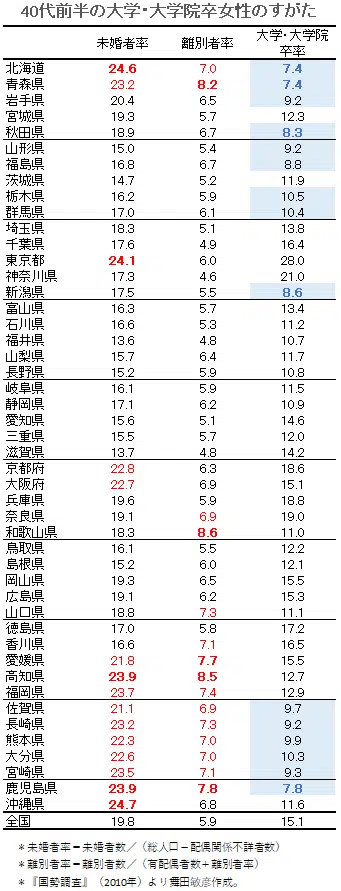 40代前半の大学・大学院卒女性のすがた
未婚者率 離別者率 大学・大学院卒率
北海道 24.6 7.0 7.4
青森県 23.2 8.2 7.4
岩手県 20.4 6.5 9.2
宮城県 19.3 5.7 12.3
秋田県 18.9 6.7 8.3
山形県 15.0 5.4 9.2
福島県 16.8 6.7 8.8
茨城県 14.7 5.2 11.9
栃木県 16.2 5.9 10.5
群馬県 17.0 6.1 10.4
埼玉県 18.3 5.1 13.8
千葉県 17.6 4.9 16.4
東京都 24.1 6.0 28.0
神奈川県 17.3 4.6 21.0
新潟県 17.5 5.5 8.6
富山県 16.3 5.7 13.4
石川県 16.6 5.3 11.2
福井県 13.6 4.8 10.7
山梨県 15.7 6.4 11.7
長野県 15.2 5.9 10.8
岐阜県 16.1 5.9 11.5
静岡県 17.1 6.2 10.9
愛知県 15.6 5.1 14.6
三重県 15.5 5.7 12.0
滋賀県 13.7 4.8 14.2
京都府 22.8 6.3 18.6
大阪府 22.7 6.9 15.1
兵庫県 19.6 5.9 18.8
奈良県 19.1 6.9 19.0
和歌山県 18.3 8.6 11.0
鳥取県 16.1 5.5 12.2
島根県 15.2 6.0 12.1
岡山県 19.3 6.5 15.5
広島県 19.1 6.2 15.3
山口県 18.8 7.3 11.1
徳島県 17.0 5.8 17.2
香川県 16.6 7.1 16.5
愛媛県 21.8 7.7 15.5
高知県 23.9 8.5 12.7
福岡県 23.7 7.4 12.9
佐賀県 21.1 6.9 9.7
長崎県 23.2 7.3 9.2
熊本県 22.3 7.0 9.9
大分県 22.6 7.0 10.3
宮崎県 23.5 7.1 9.3
鹿児島県 23.9 7.8 7.8
沖縄県 24.7 6.8 11.6
全国 19.8 5.9 15.1
＊未婚者率＝未婚者数／（総人口－配偶関係不詳者数）
＊離別者率＝離別者数／（有配偶者数＋離別者率）
＊『国勢調査』（2010年）より舞田敏彦作成。